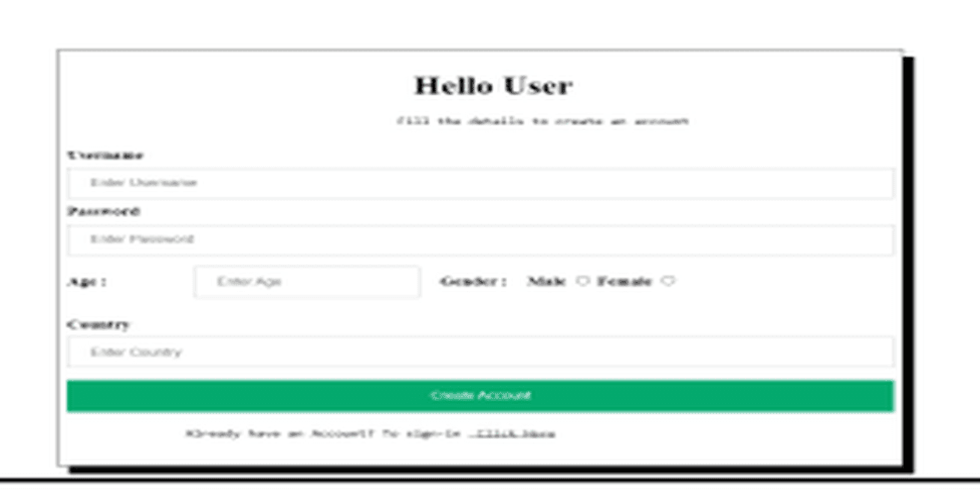 Hello User
Fill the details to create an account
Username
Enter Username
Password
Enter Password
Age : Enter Age Gender : Male Female
Country
Enter Country
Create Account
Already have an Account? To sign-in Click Here